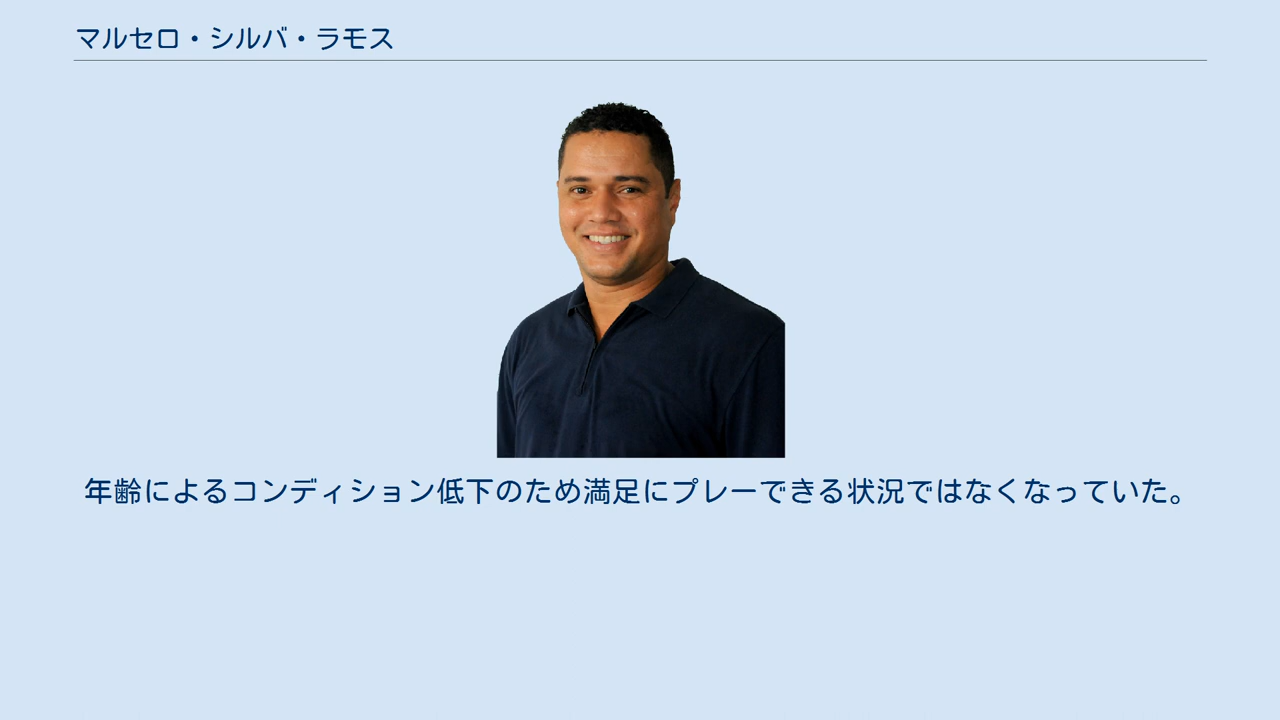 マルセロ・シルバ・ラモス
年齢によるコンディション低下のため満足にプレーできる状況ではなくなっていた。